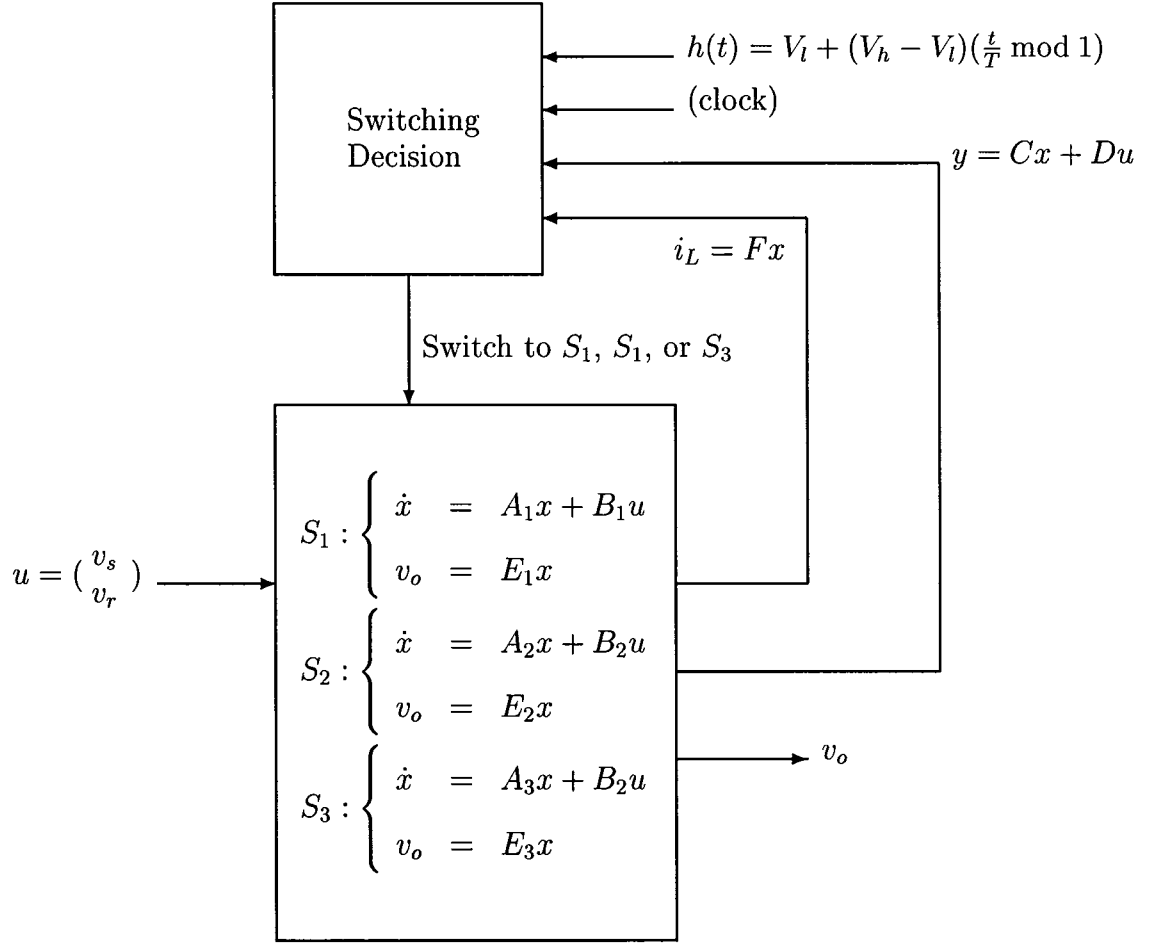 h(t) = V_l + (V_h − V_l)(t/T mod 1)
(clock)
Switching
Decision
y = Cx + Du
i_L = Fx
Switch to S_1, S_1, or S_3
S_1 : { ẋ = A_1x + B_1u
v_o = E_1x
u = ( v_s
v_r )
S_2 : { ẋ = A_2x + B_2u
v_o = E_2x
v_o
S_3 : { ẋ = A_3x + B_2u
v_o = E_3x